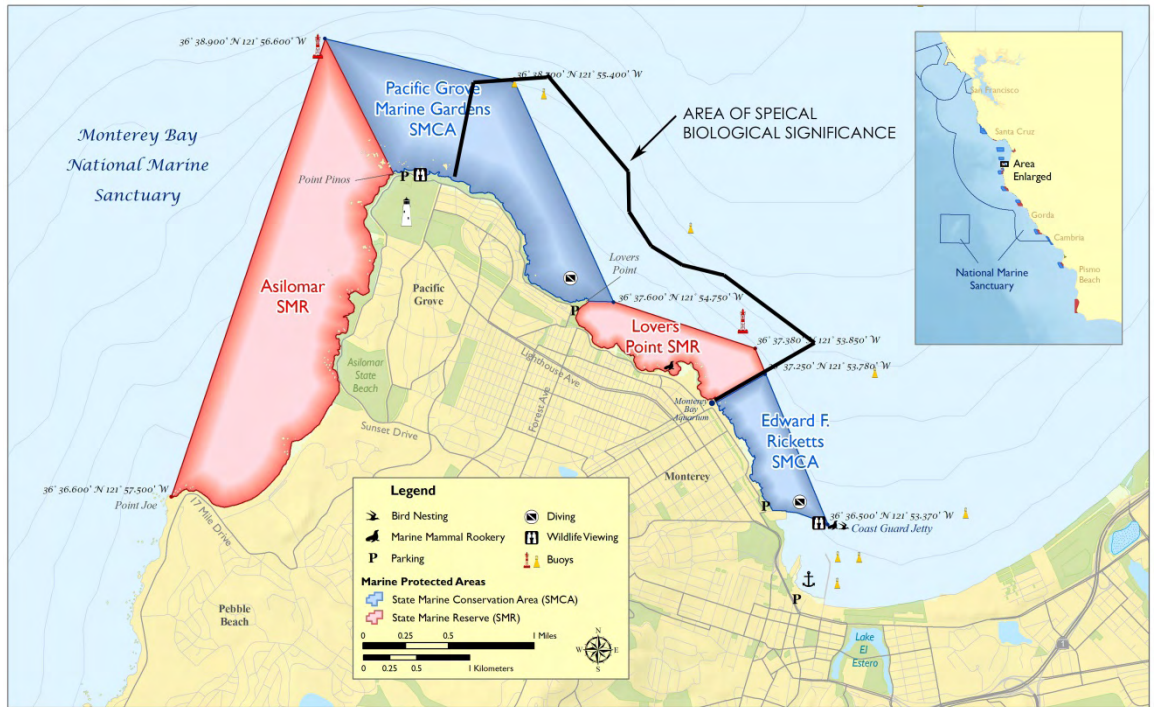 36° 38.900' N 121° 56.600' W
Pacific Grove
Marine Gardens
SMCA
121° 55.400' W
AREA OF SPEICAL
BIOLOGICAL SIGNIFICANCE
Monterey Bay
National Marine
Sanctuary
Point Pinos
P
Asilomar
SMR
Pacific
Grove
Lovers
Point
P
36° 37.600' N 121° 54.750' W
Lovers
Point SMR
36° 37.380' N 121° 53.850' W
37.250' N 121° 53.780' W
Asilomar
State
Beach
Lighthouse Ave
Forest Ave
Sunset Drive
Monterey
Bay
Aquarium
Edward F.
Ricketts
SMCA
Monterey
P
36° 36.600' N 121° 57.500' W
Point Joe
17 Mile Drive
36° 36.500' N 121° 53.370' W
Coast Guard Jetty
P
Pebble
Beach
Lake
El
Estero
1
Legend
Bird Nesting
Marine Mammal Rookery
P Parking
Diving
Wildlife Viewing
Buoys
Marine Protected Areas
State Marine Conservation Area (SMCA)
State Marine Reserve (SMR)
0 0.25 0.5 1 Miles
0 0.25 0.5 1 Kilometers
N
W E
S
San Francisco
Santa Cruz
Area
Enlarged
Gorda
Cambria
National Marine
Sanctuary
Pismo
Beach